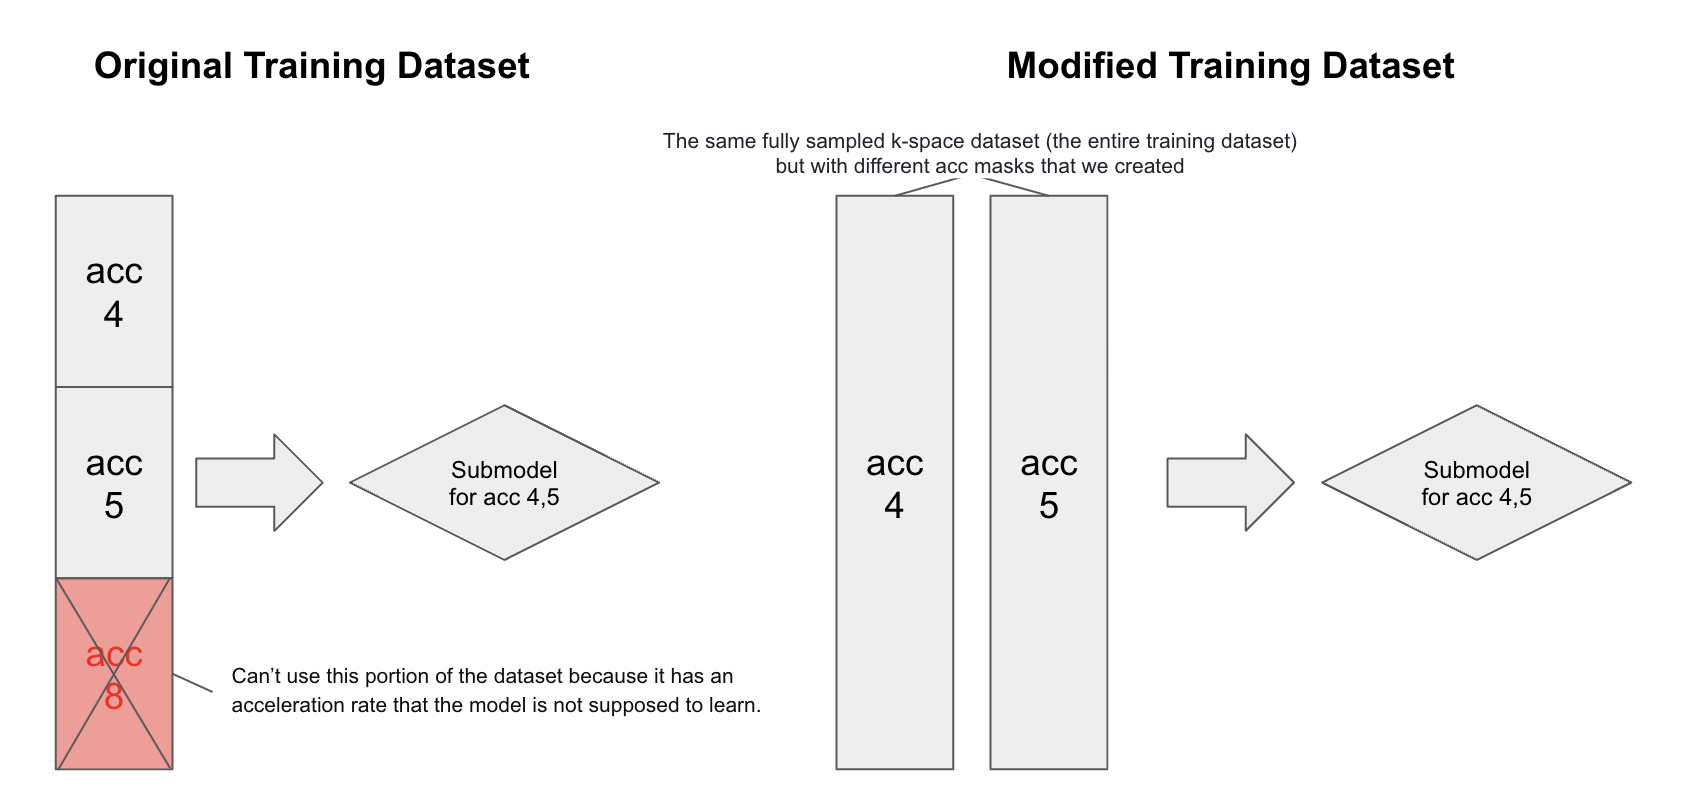 Original Training Dataset
Modified Training Dataset
The same fully sampled k-space dataset (the entire training dataset)
but with different acc masks that we created
acc
4
acc
5
acc
8
Submodel
for acc 4,5
Can’t use this portion of the dataset because it has an
acceleration rate that the model is not supposed to learn.
acc
4
acc
5
Submodel
for acc 4,5